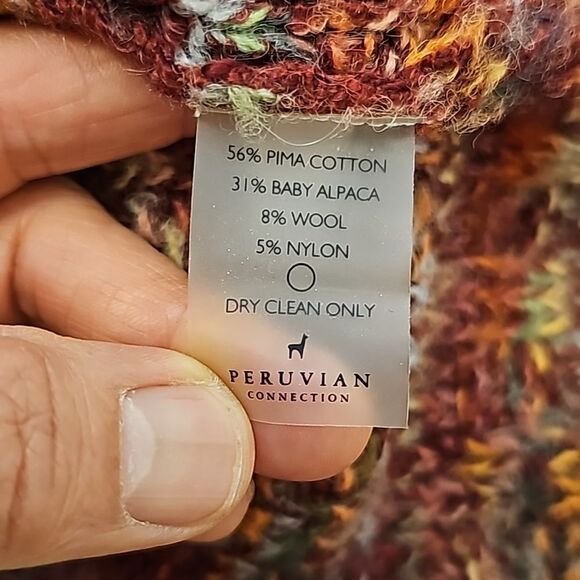 56% PIMA COTTON
31% BABY ALPACA
8% WOOL
5% NYLON
DRY CLEAN ONLY
PERUVIAN
CONNECTION